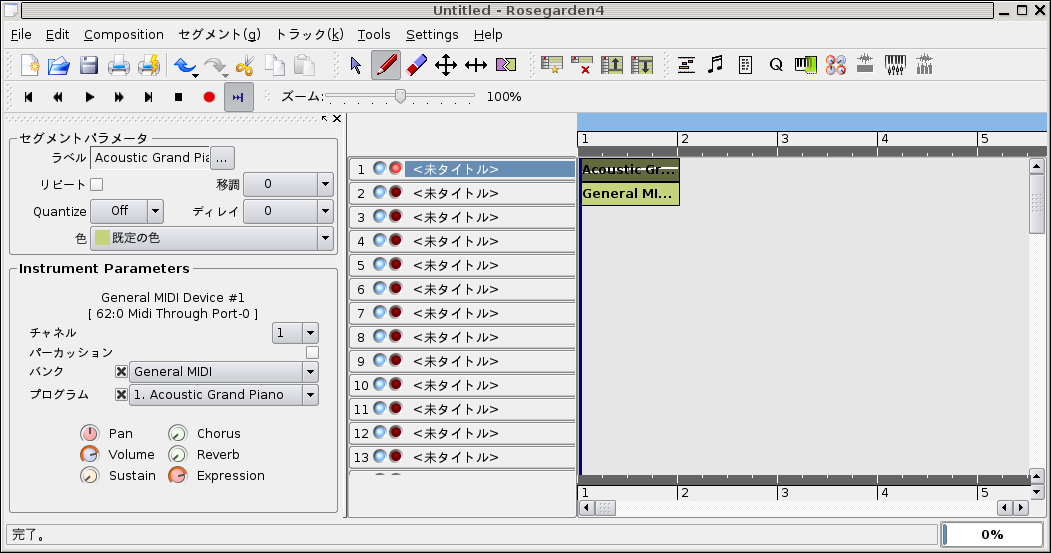 Untitled - Rosegarden4
File Edit Composition セグメント(g) トラック(k) Tools Settings Help
ズーム: 100%
セグメントパラメータ
ラベル Acoustic Grand Pia ...
リピート 移調 0
Quantize Off ディレイ 0
色 既定の色
Instrument Parameters
General MIDI Device #1
[ 62:0 Midi Through Port-0 ]
チャネル 1
パーカッション
バンク General MIDI
プログラム 1. Acoustic Grand Piano
Pan Chorus
Volume Reverb
Sustain Expression
1 <未タイトル>
2 <未タイトル>
3 <未タイトル>
4 <未タイトル>
5 <未タイトル>
6 <未タイトル>
7 <未タイトル>
8 <未タイトル>
9 <未タイトル>
10 <未タイトル>
11 <未タイトル>
12 <未タイトル>
13 <未タイトル>
1 2 3 4 5
Acoustic Gr...
General MI...
1 2 3 4 5
完了。 0%